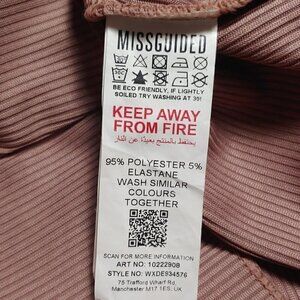 MISSGUIDED
BE ECO FRIENDLY, IF LIGHTLY
SOILED TRY WASHING AT 30!
KEEP AWAY
FROM FIRE
يحتفظ بالمنتج بعيدًا عن النار
95% POLYESTER 5%
ELASTANE
WASH SIMILAR
COLOURS
TOGETHER
SCAN FOR MORE INFORMATION
ART NO: 10222908
STYLE NO: WXDE934576
75 Trafford Wharf Rd,
Manchester M17 1ES, UK